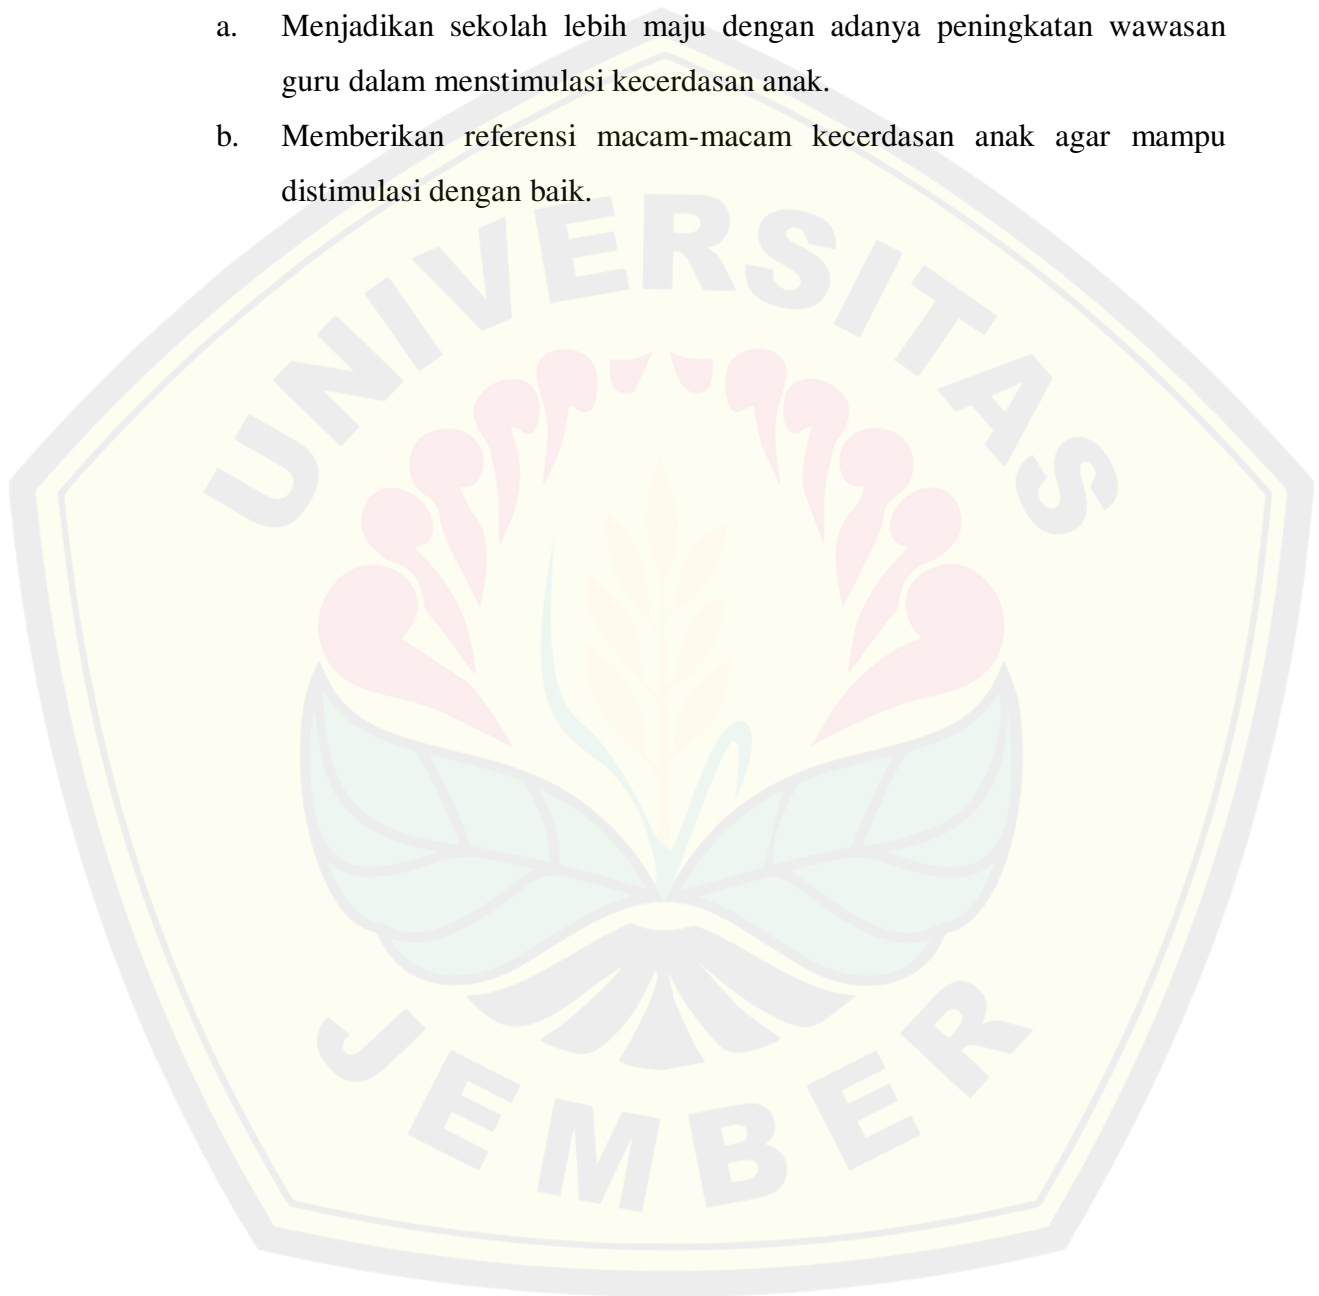 a. Menjadikan sekolah lebih maju dengan adanya peningkatan wawasan
guru dalam menstimulasi kecerdasan anak.
b. Memberikan referensi macam-macam kecerdasan anak agar mampu
distimulasi dengan baik.
UNIVERSITAS
JEMBER